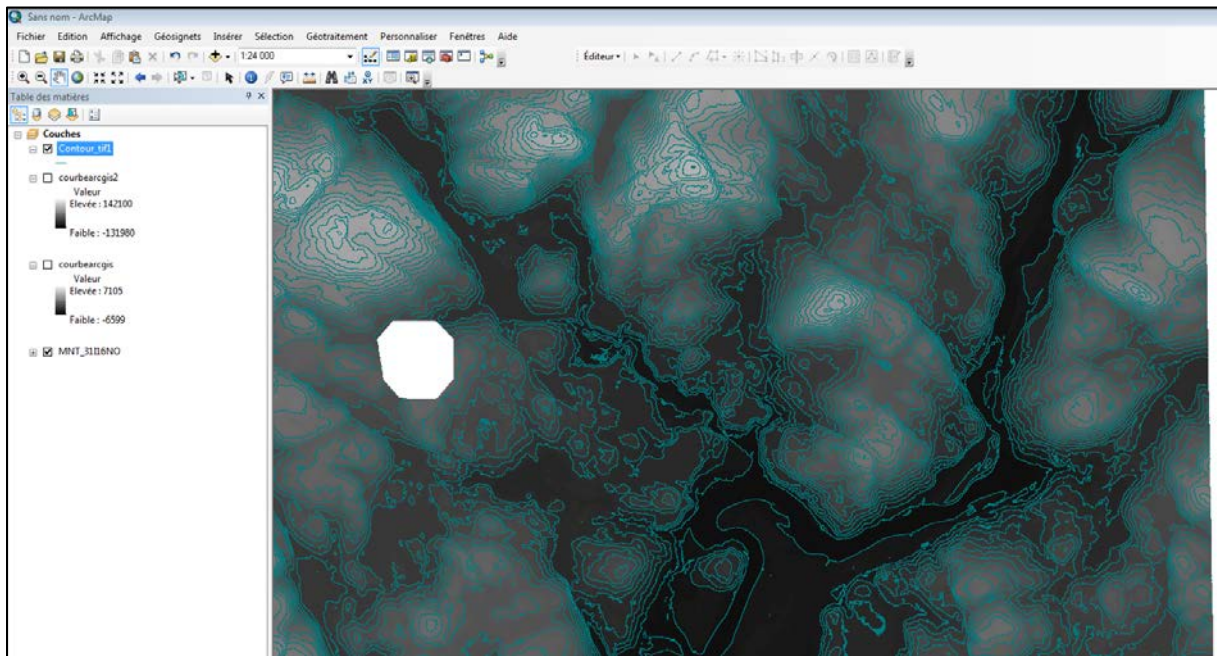 Sans nom - ArcMap
Fichier Edition Affichage Géosignets Insérer Sélection Géotraitement Personnaliser Fenêtres Aide
1:24 000 Éditeur
Table des matières
Couches
Contour_tif1
courbearcgis2
Valeur
Elevée : 142100
Faible : -131980
courbearcgis
Valeur
Elevée : 7105
Faible : -6599
MNT_31I16NO